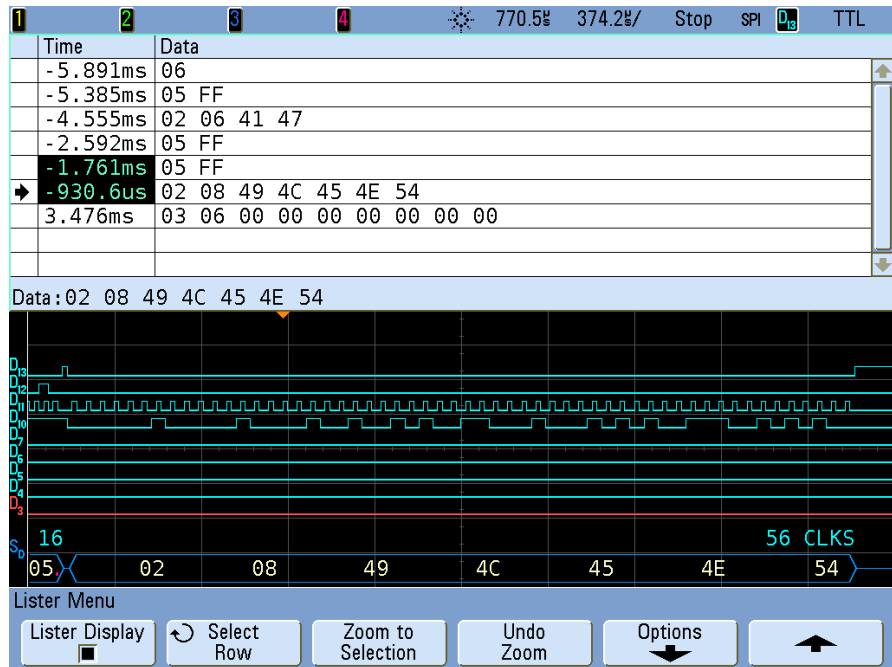 1 2 3 4 770.5㎲ 374.2㎲/ Stop SPI D13 TTL
Time Data
-5.891ms 06
-5.385ms 05 FF
-4.555ms 02 06 41 47
-2.592ms 05 FF
-1.761ms 05 FF
-930.6us 02 08 49 4C 45 4E 54
3.476ms 03 06 00 00 00 00 00 00 00
Data:02 08 49 4C 45 4E 54
D13
D12
D11
D10
D7
D6
D5
D4
D3
16 56 CLKS
SD 05. 02 08 49 4C 45 4E 54
Lister Menu
Lister Display Select Row Zoom to Selection Undo Zoom Options